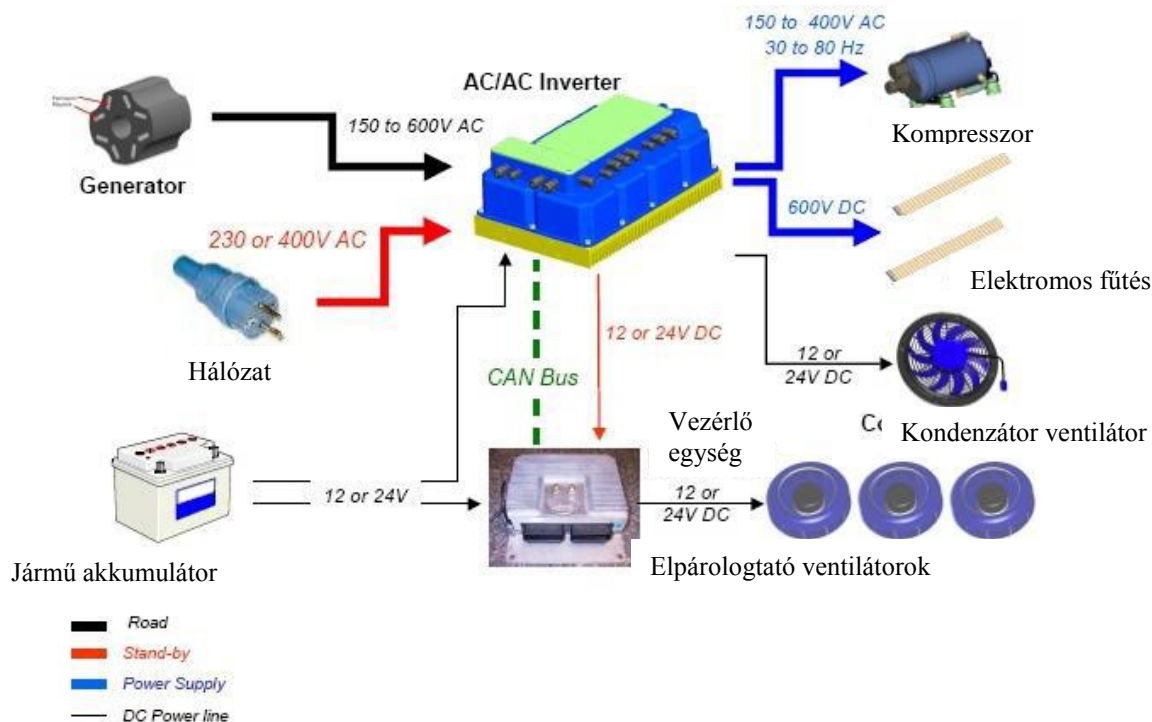 150 to 400V AC
30 to 80 Hz
AC/AC Inverter
150 to 600V AC
Kompresszor
Generator
600V DC
230 or 400V AC
Elektromos fűtés
12 or 24V DC
12 or
24V DC
Hálózat
CAN Bus
Vezérlő
egység
Kondenzátor ventilátor
12 or 24V
12 or
24V DC
Jármű akkumulátor
Elpárologtató ventilátorok
Road
Stand-by
Power Supply
DC Power line